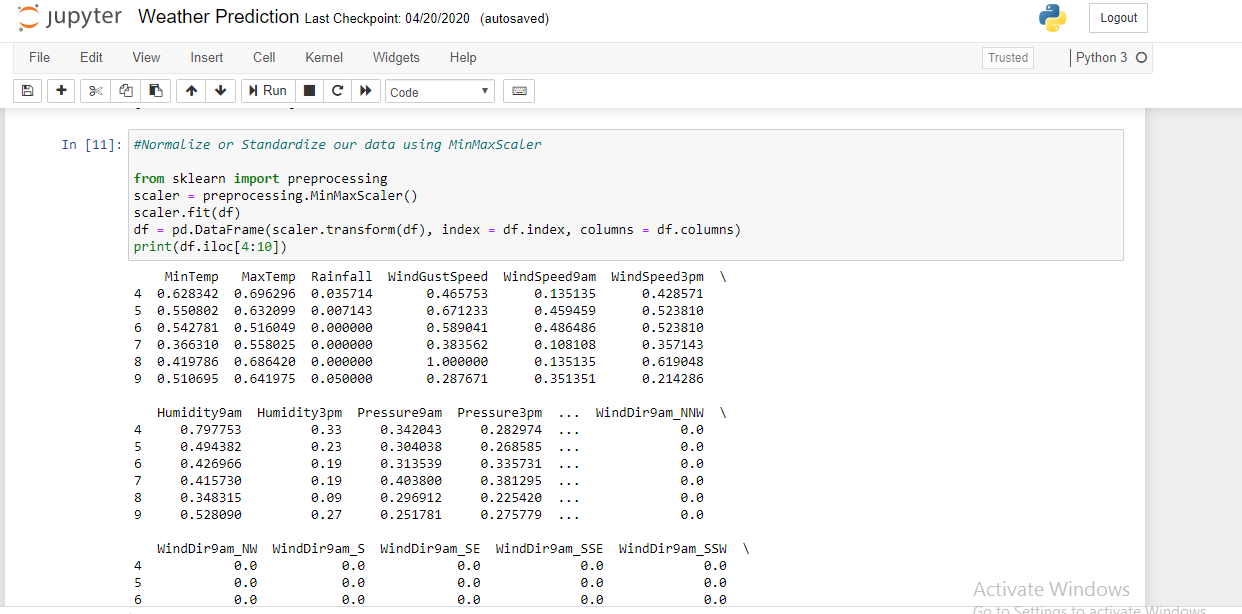 jupyter Weather Prediction Last Checkpoint: 04/20/2020 (autosaved) Logout
File Edit View Insert Cell Kernel Widgets Help Trusted Python 3
Run Code
In [11]: #Normalize or Standardize our data using MinMaxScaler
from sklearn import preprocessing
scaler = preprocessing.MinMaxScaler()
scaler.fit(df)
df = pd.DataFrame(scaler.transform(df), index = df.index, columns = df.columns)
print(df.iloc[4:10])
MinTemp MaxTemp Rainfall WindGustSpeed WindSpeed9am WindSpeed3pm \
4 0.628342 0.696296 0.035714 0.465753 0.135135 0.428571
5 0.550802 0.632099 0.007143 0.671233 0.459459 0.523810
6 0.542781 0.516049 0.000000 0.589041 0.486486 0.523810
7 0.366310 0.558025 0.000000 0.383562 0.108108 0.357143
8 0.419786 0.686420 0.000000 1.000000 0.135135 0.619048
9 0.510695 0.641975 0.050000 0.287671 0.351351 0.214286
Humidity9am Humidity3pm Pressure9am Pressure3pm ... WindDir9am_NNW \
4 0.797753 0.33 0.342043 0.282974 ... 0.0
5 0.494382 0.23 0.304038 0.268585 ... 0.0
6 0.426966 0.19 0.313539 0.335731 ... 0.0
7 0.415730 0.19 0.403800 0.381295 ... 0.0
8 0.348315 0.09 0.296912 0.225420 ... 0.0
9 0.528090 0.27 0.251781 0.275779 ... 0.0
WindDir9am_NW WindDir9am_S WindDir9am_SE WindDir9am_SSE WindDir9am_SSW \
4 0.0 0.0 0.0 0.0 0.0
5 0.0 0.0 0.0 0.0 0.0
6 0.0 0.0 0.0 0.0 0.0
Activate Windows
Go to Settings to activate Windows.